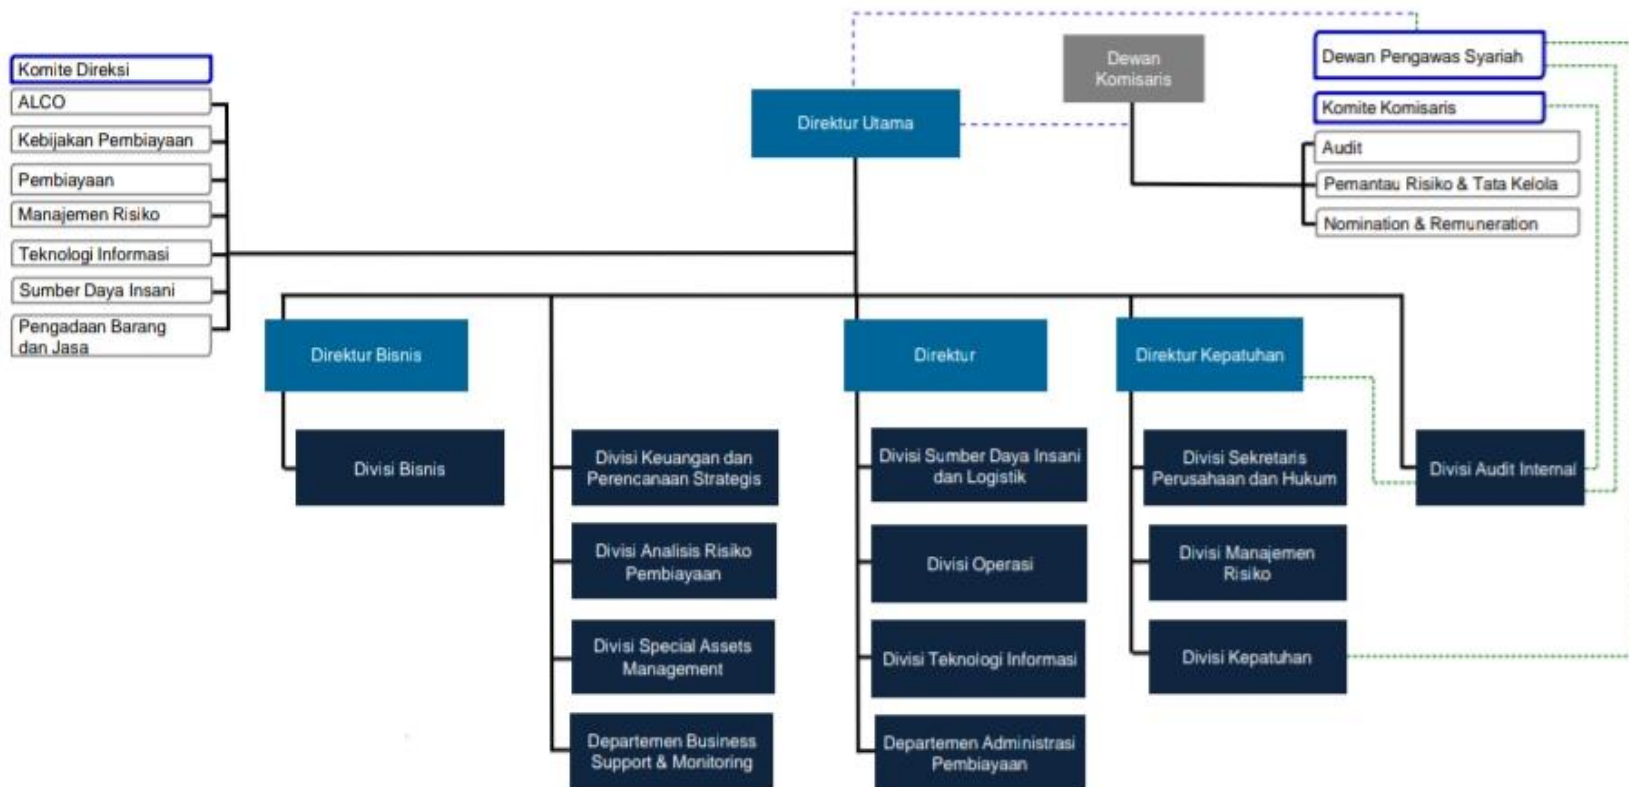 Komite Direksi
ALCO
Kebijakan Pembiayaan
Pembiayaan
Manajemen Risiko
Teknologi Informasi
Sumber Daya Insani
Pengadaan Barang
dan Jasa
Direktur Utama
Dewan
Komisaris
Dewan Pengawas Syariah
Komite Komisaris
Audit
Pemantau Risiko & Tata Kelola
Nomination & Remuneration
Direktur Bisnis
Direktur
Direktur Kepatuhan
Divisi Bisnis
Divisi Keuangan dan
Perencanaan Strategis
Divisi Analisis Risiko
Pembiayaan
Divisi Special Assets
Management
Departemen Business
Support & Monitoring
Divisi Sumber Daya Insani
dan Logistik
Divisi Operasi
Divisi Teknologi Informasi
Departemen Administrasi
Pembiayaan
Divisi Sekretaris
Perusahaan dan Hukum
Divisi Manajemen
Risiko
Divisi Kepatuhan
Divisi Audit Internal